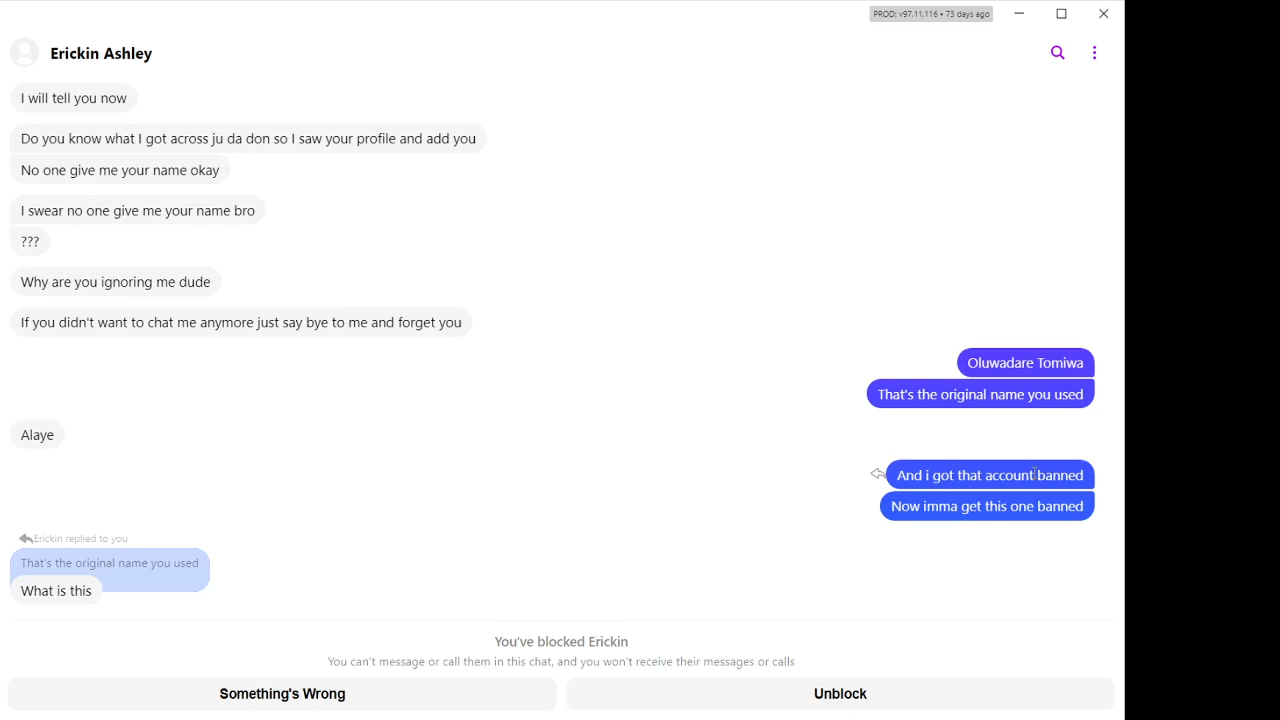 PROD: v97.11.116 • 73 days ago
Erickin Ashley
I will tell you now
Do you know what I got across ju da don so I saw your profile and add you
No one give me your name okay
I swear no one give me your name bro
???
Why are you ignoring me dude
If you didn't want to chat me anymore just say bye to me and forget you
Oluwadare Tomiwa
That's the original name you used
Alaye
And i got that account banned
Now imma get this one banned
Erickin replied to you
That's the original name you used
What is this
You've blocked Erickin
You can't message or call them in this chat, and you won't receive their messages or calls
Something's Wrong
Unblock